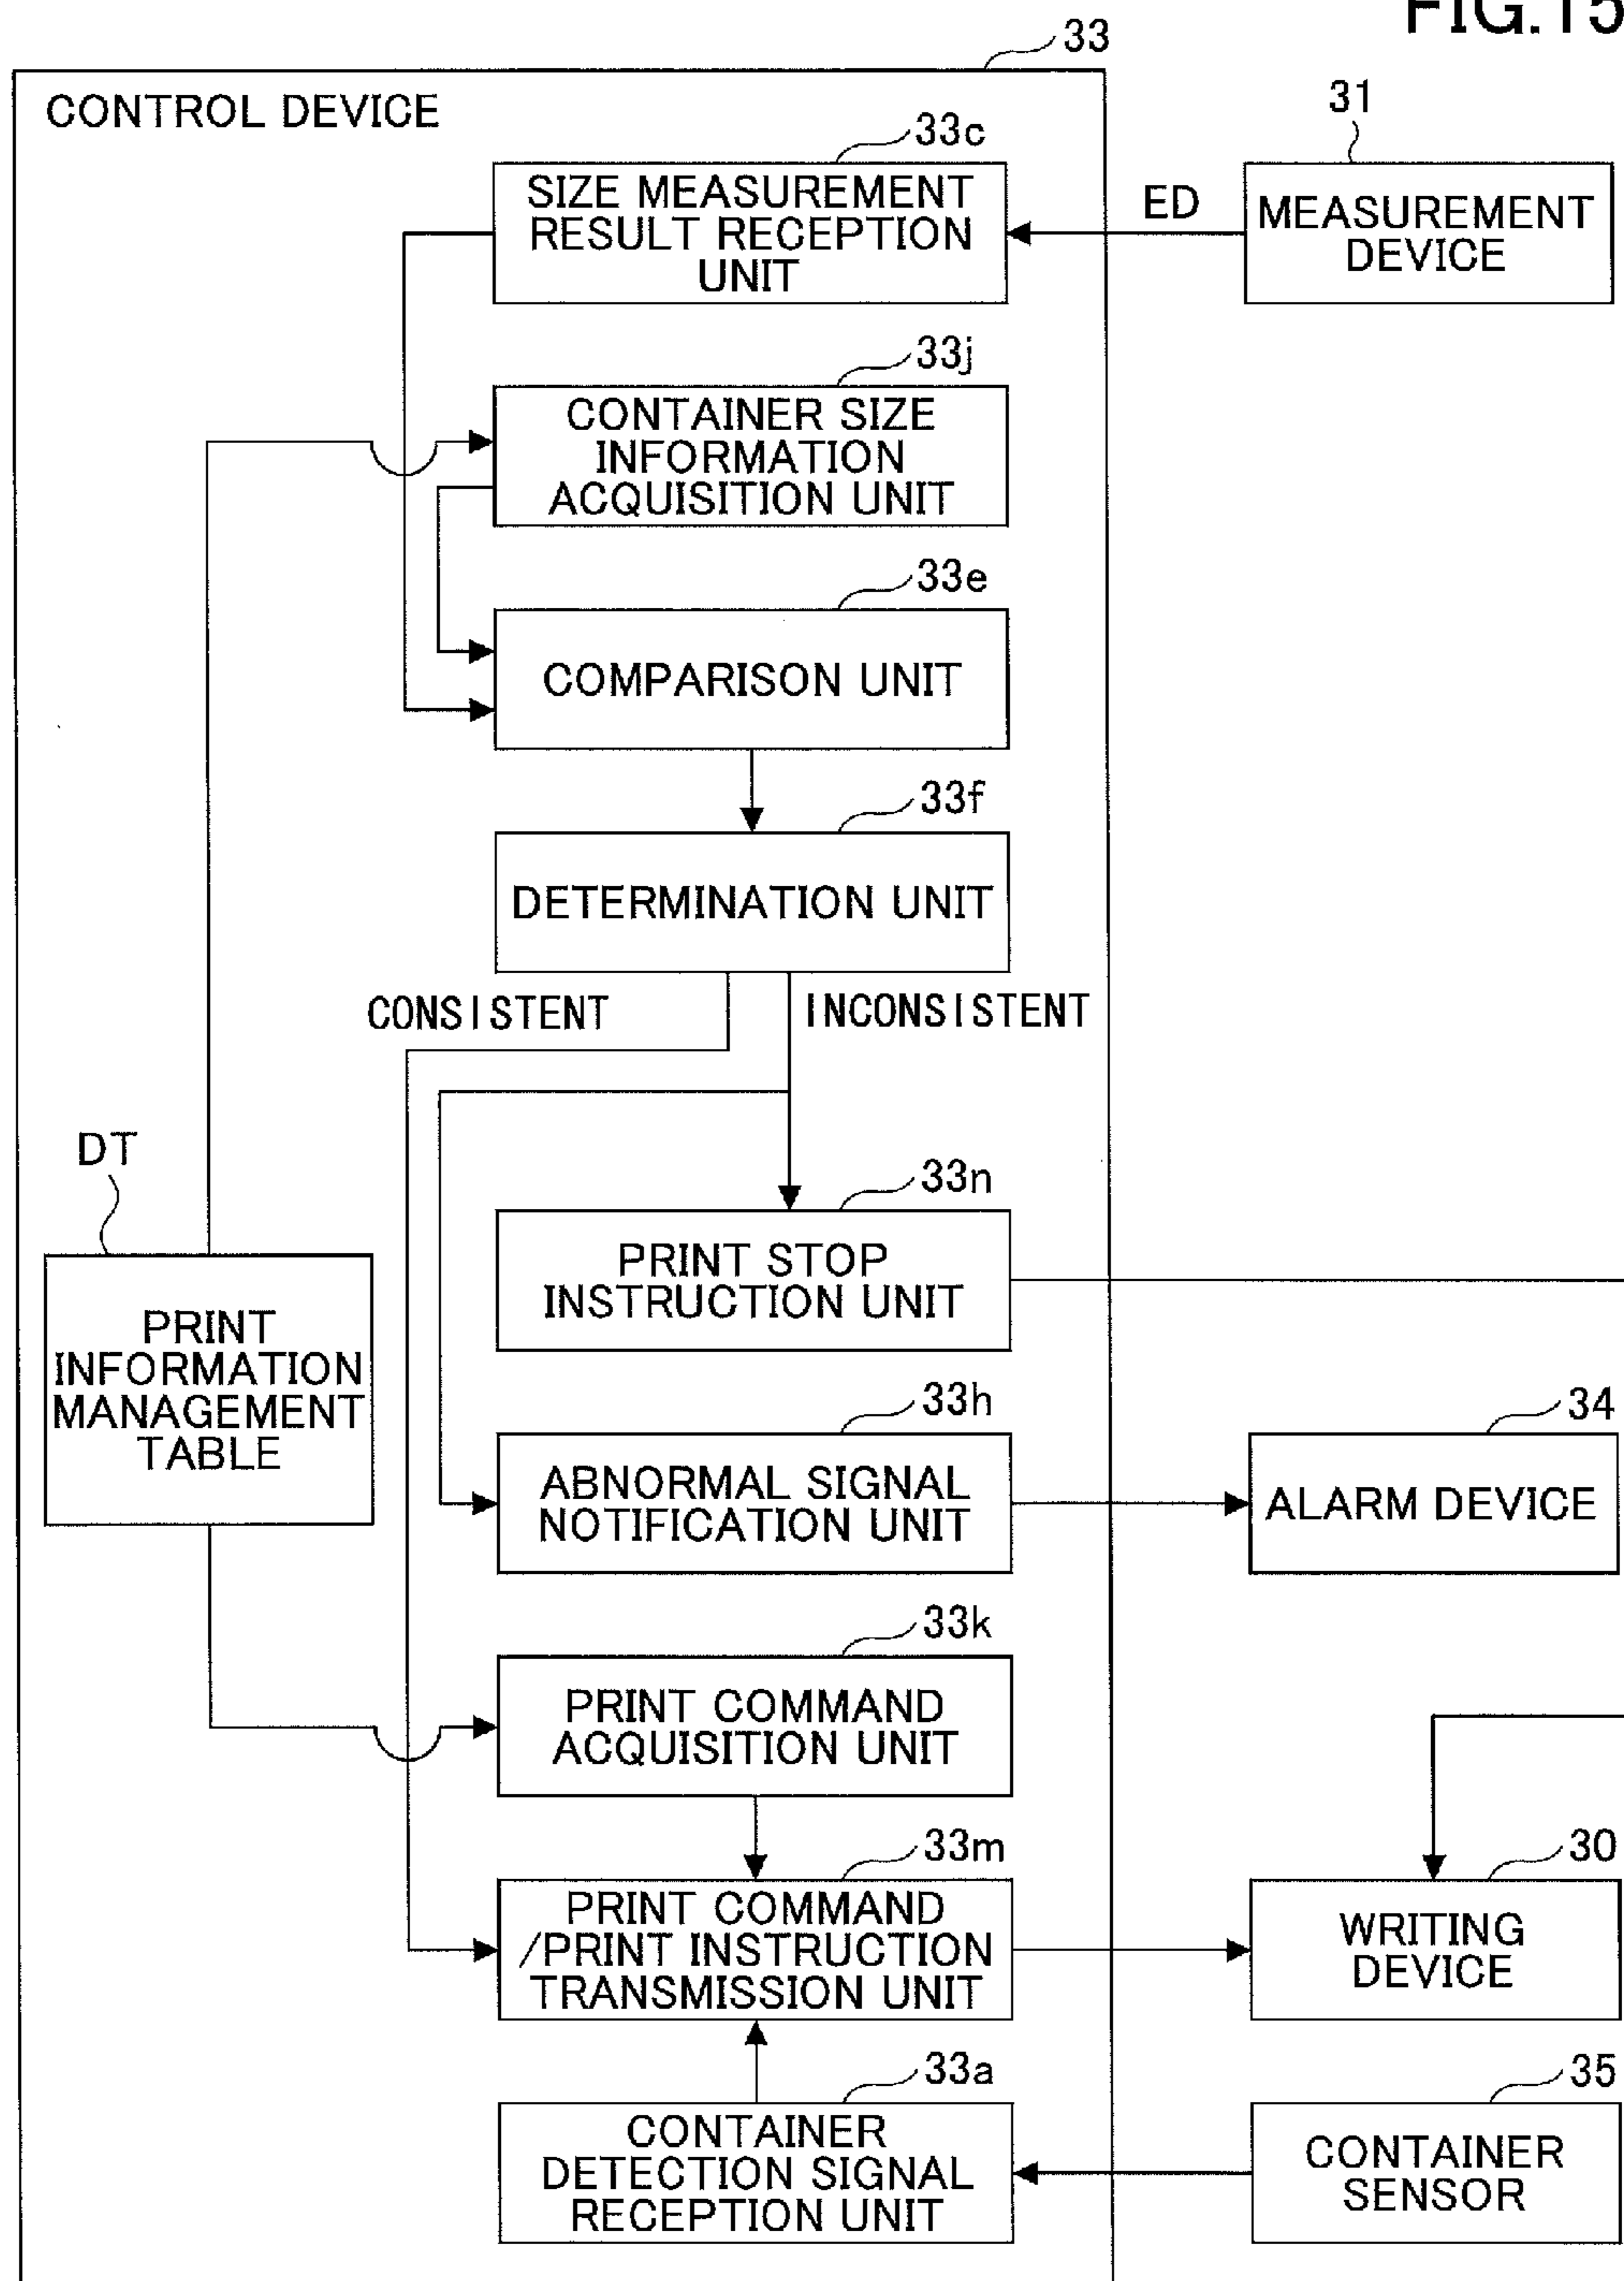 FIG.15
33
CONTROL DEVICE
33c
SIZE MEASUREMENT
RESULT RECEPTION
UNIT
ED
31
MEASUREMENT
DEVICE
33j
CONTAINER SIZE
INFORMATION
ACQUISITION UNIT
33e
COMPARISON UNIT
33f
DETERMINATION UNIT
CONSISTENT
INCONSISTENT
DT
PRINT
INFORMATION
MANAGEMENT
TABLE
33n
PRINT STOP
INSTRUCTION UNIT
33h
ABNORMAL SIGNAL
NOTIFICATION UNIT
34
ALARM DEVICE
33k
PRINT COMMAND
ACQUISITION UNIT
33m
PRINT COMMAND
/PRINT INSTRUCTION
TRANSMISSION UNIT
30
WRITING
DEVICE
33a
CONTAINER
DETECTION SIGNAL
RECEPTION UNIT
35
CONTAINER
SENSOR